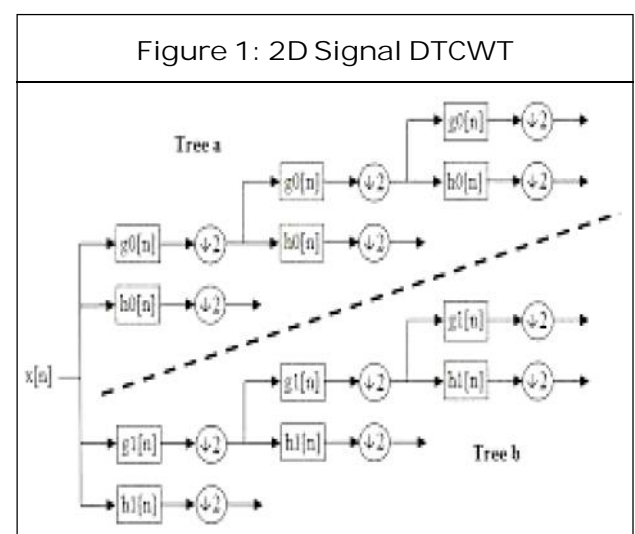 Figure 1: 2D Signal DTCWT
g0[n] ↓2
Tree a
g0[n] ↓2 h0[n] ↓2
g0[n] ↓2 h0[n] ↓2
h0[n] ↓2
g1[n] ↓2
x[n]
g1[n] ↓2 h1[n] ↓2
g1[n] ↓2 h1[n] ↓2
Tree b
h1[n] ↓2